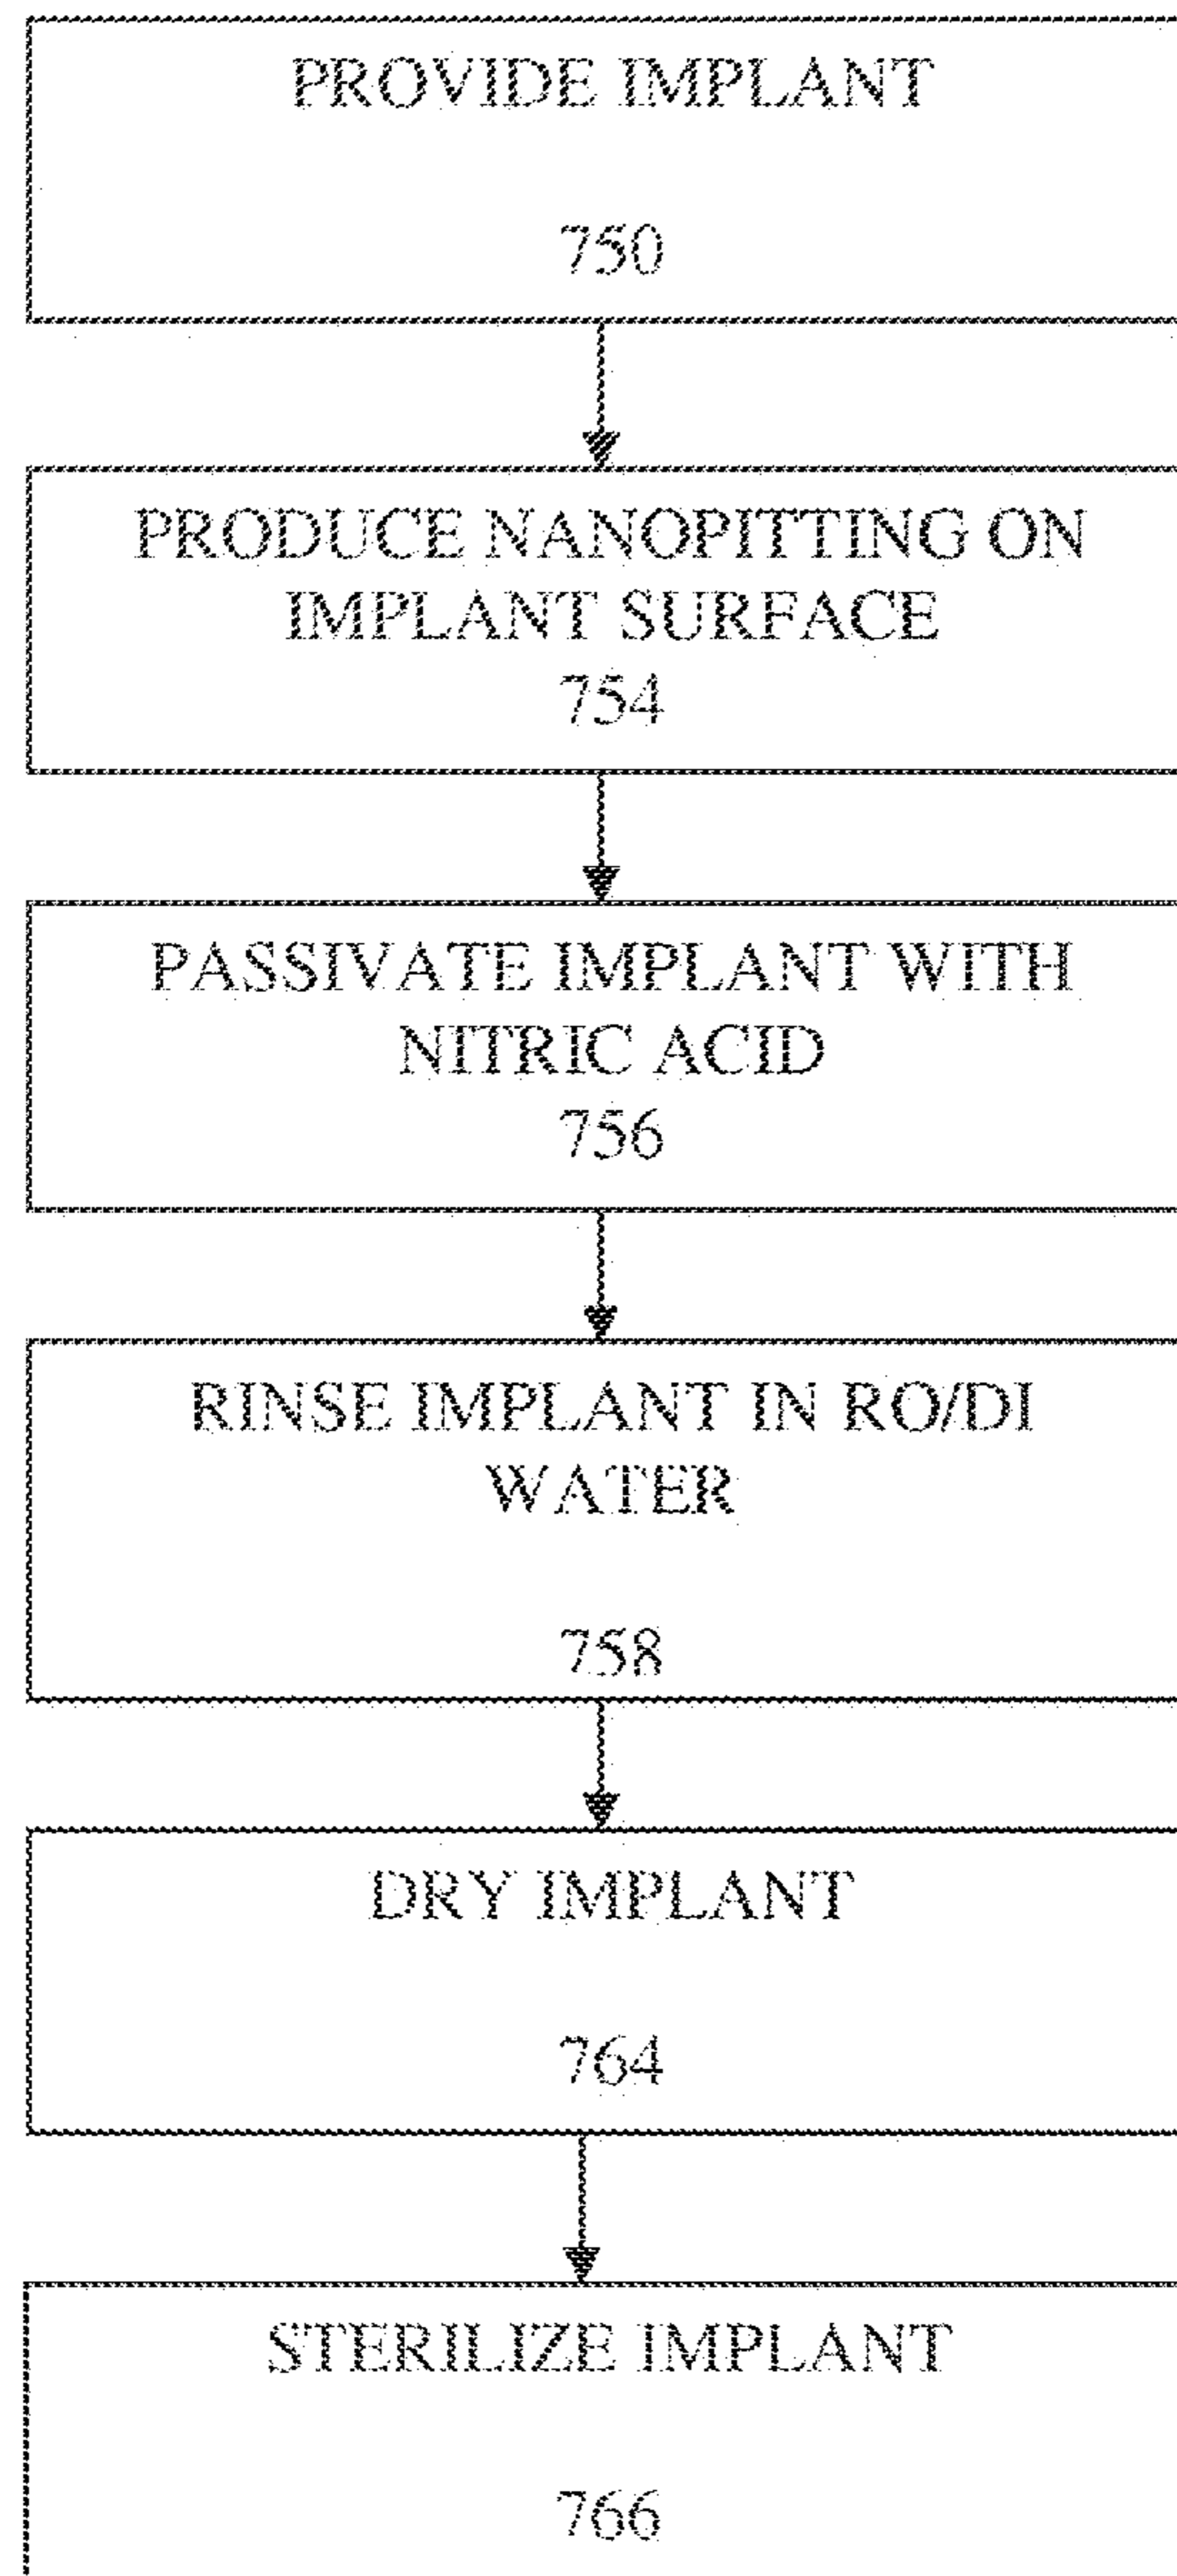 PROVIDE IMPLANT
750
PRODUCE NANOPITTING ON
IMPLANT SURFACE
754
PASSIVATE IMPLANT WITH
NITRIC ACID
756
RINSE IMPLANT IN RO/DI
WATER
758
DRY IMPLANT
764
STERILIZE IMPLANT
766